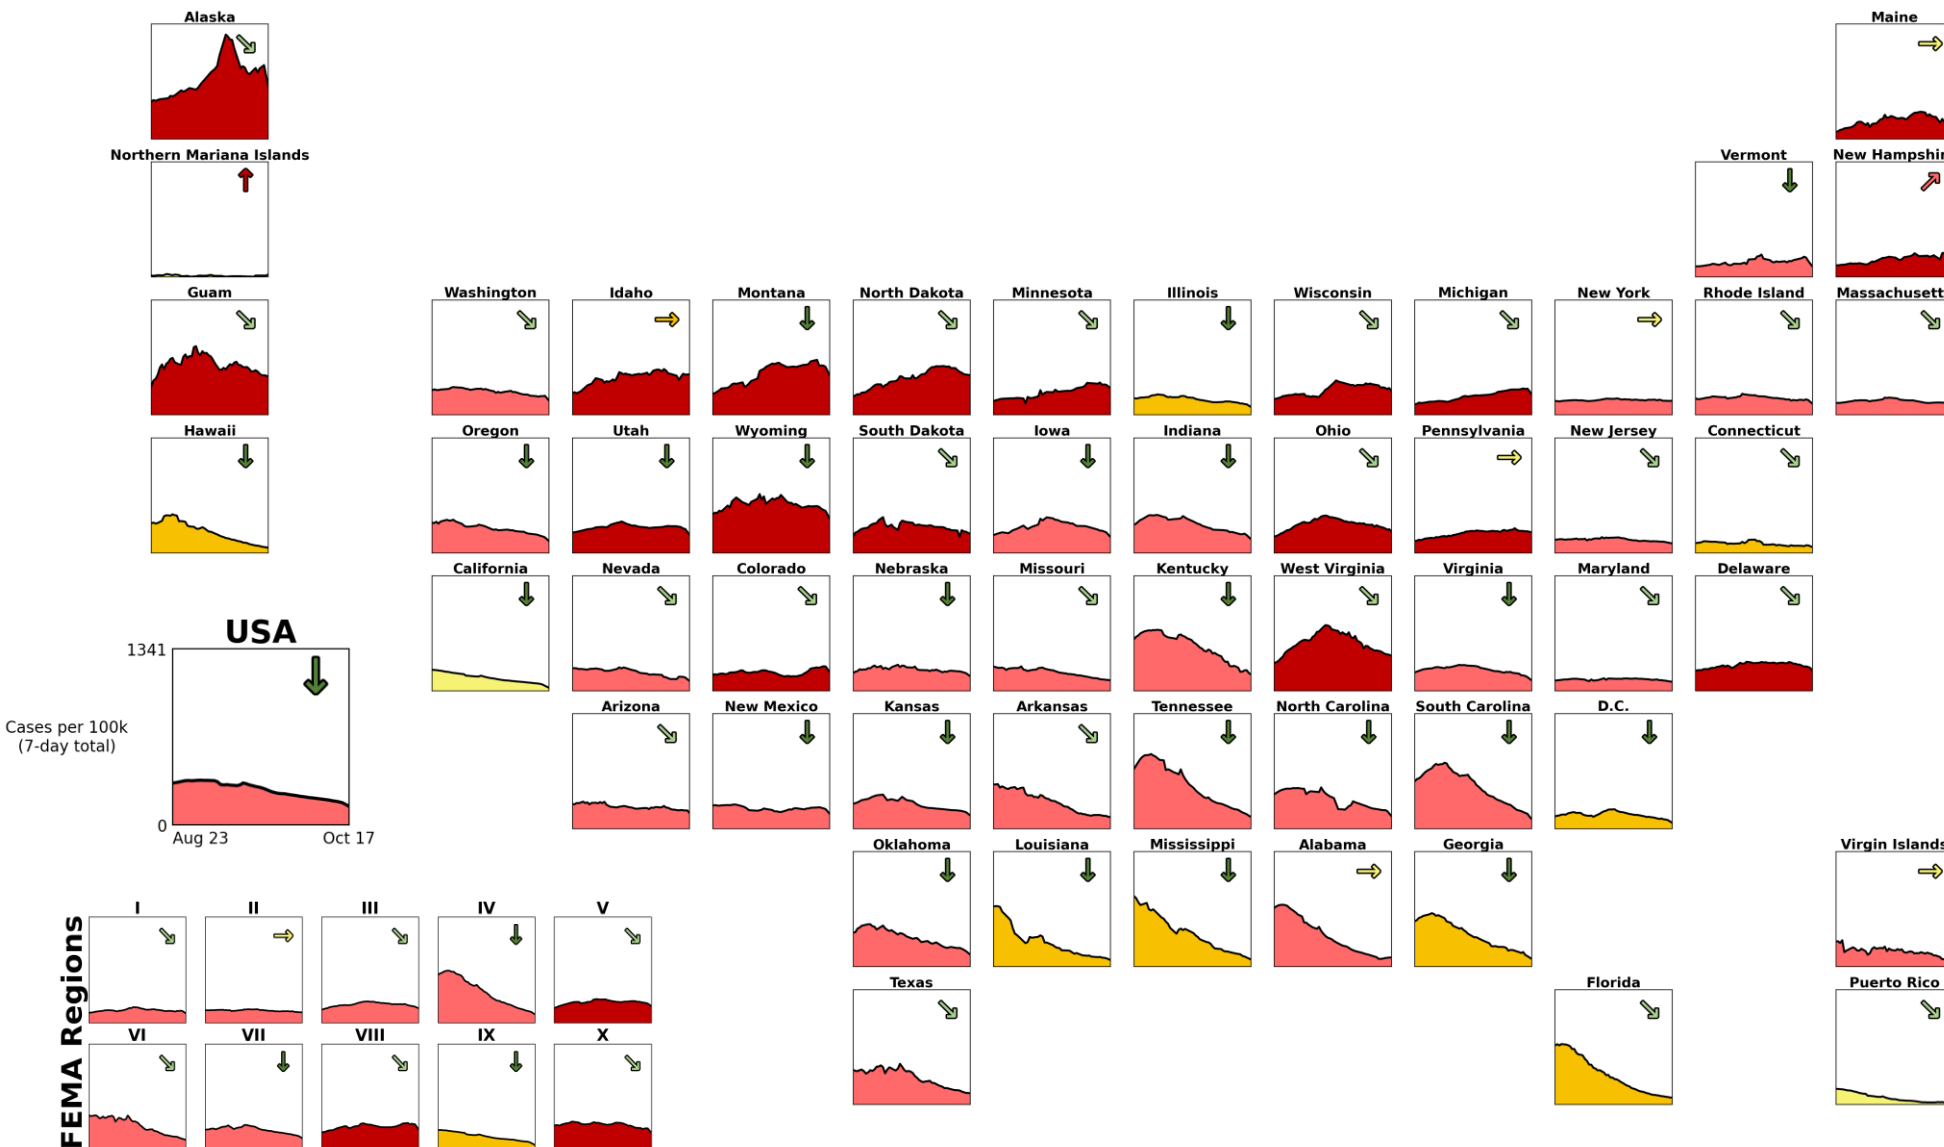 Alaska
Maine
Northern Mariana Islands
Vermont
New Hampshir
Guam
Washington
Idaho
Montana
North Dakota
Minnesota
Illinois
Wisconsin
Michigan
New York
Rhode Island
Massachusett
Hawaii
Oregon
Utah
Wyoming
South Dakota
Iowa
Indiana
Ohio
Pennsylvania
New Jersey
Connecticut
California
Nevada
Colorado
Nebraska
Missouri
Kentucky
West Virginia
Virginia
Maryland
Delaware
USA
1341
Cases per 100k
(7-day total)
0
Aug 23
Oct 17
Arizona
New Mexico
Kansas
Arkansas
Tennessee
North Carolina
South Carolina
D.C.
Oklahoma
Louisiana
Mississippi
Alabama
Georgia
Virgin Islands
Texas
Florida
Puerto Rico
FEMA Regions
I
II
III
IV
V
VI
VII
VIII
IX
X